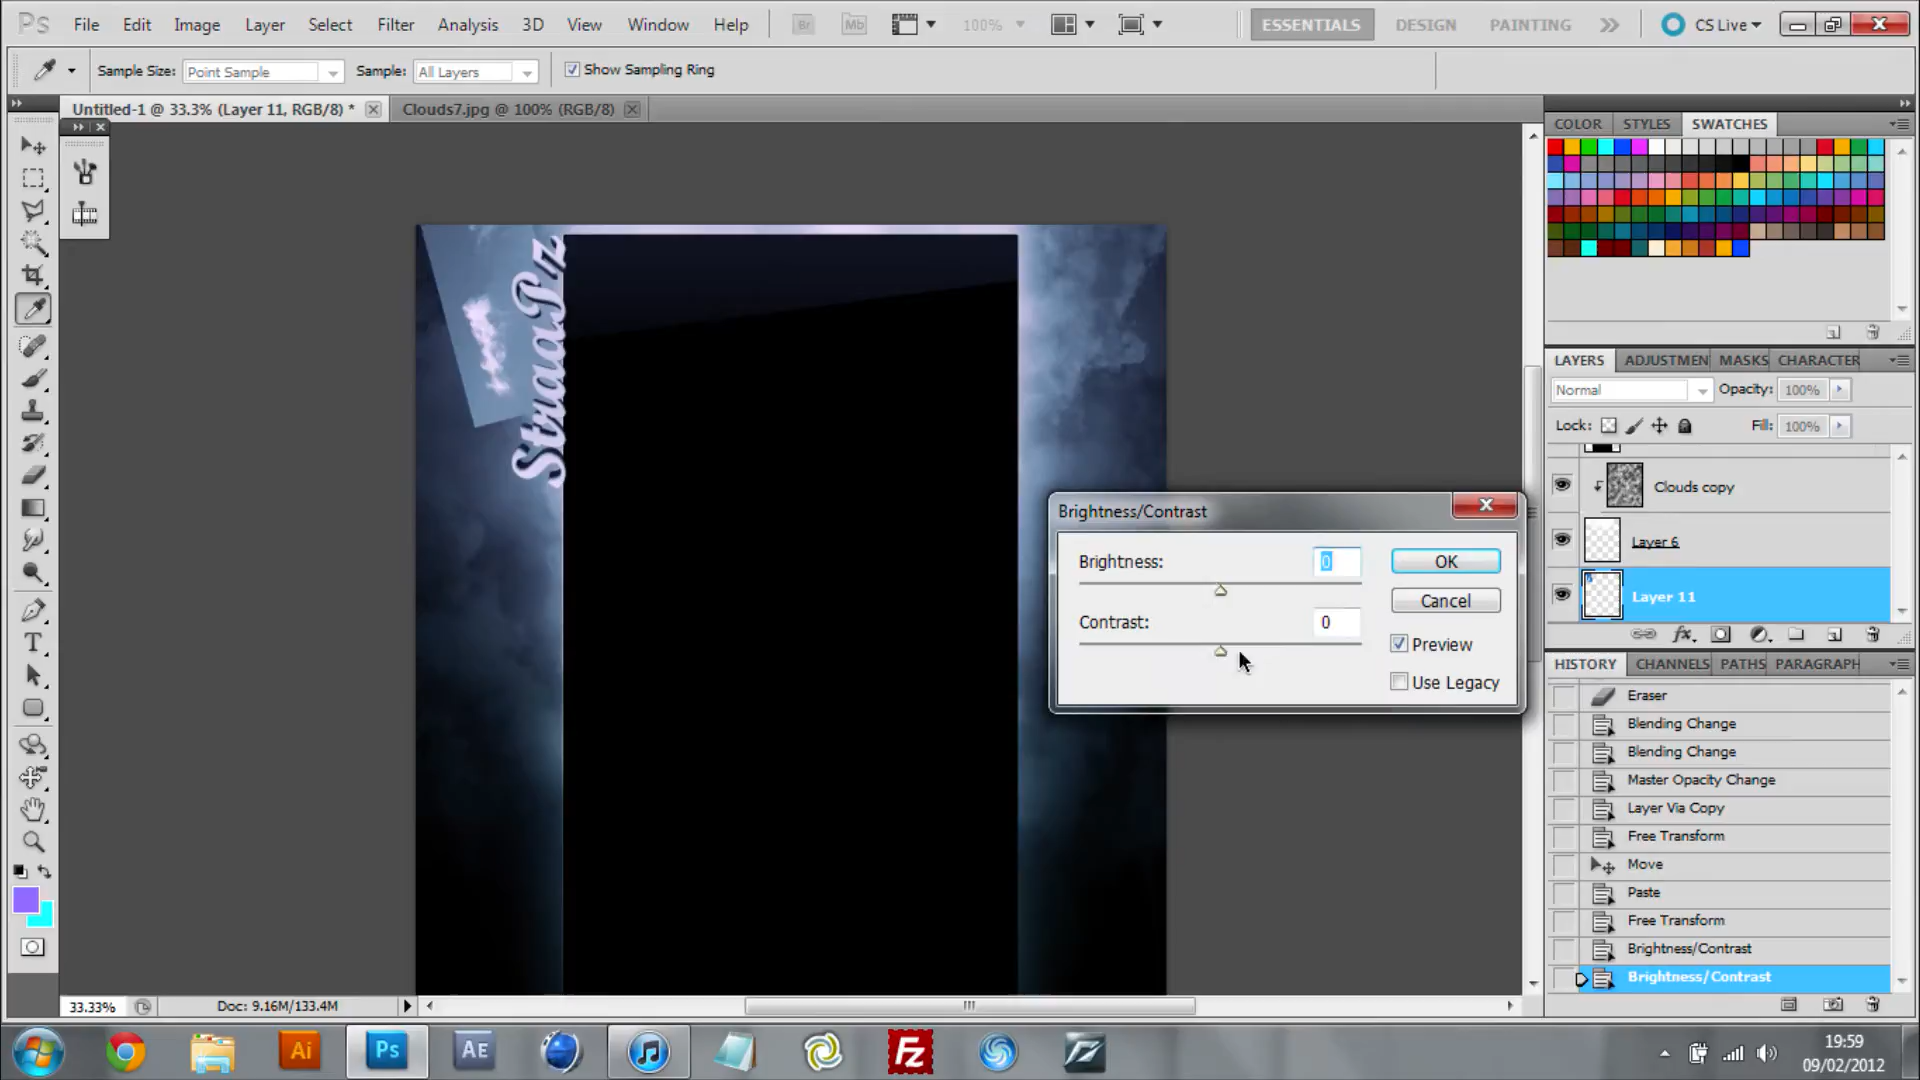 Ps File Edit Image Layer Select Filter Analysis 3D View Window Help Br Mb 100% ESSENTIALS DESIGN PAINTING CS Live
Sample Size: Point Sample Sample: All Layers Show Sampling Ring
Untitled-1 @ 33.3% (Layer 11, RGB/8) * Clouds7.jpg @ 100% (RGB/8)
COLOR STYLES SWATCHES
LAYERS ADJUSTMEN MASKS CHARACTER
Normal Opacity: 100%
Lock: Fill: 100%
Clouds copy
Layer 6
Layer 11
Brightness/Contrast
Brightness: 0 OK
Cancel
Contrast: 0
Preview
Use Legacy
HISTORY CHANNELS PATHS PARAGRAPH
Eraser
Blending Change
Blending Change
Master Opacity Change
Layer Via Copy
Free Transform
Move
Paste
Free Transform
Brightness/Contrast
Brightness/Contrast
33.33% Doc: 9.16M/133.4M
Ai Ps AE Fz
19:59
09/02/2012